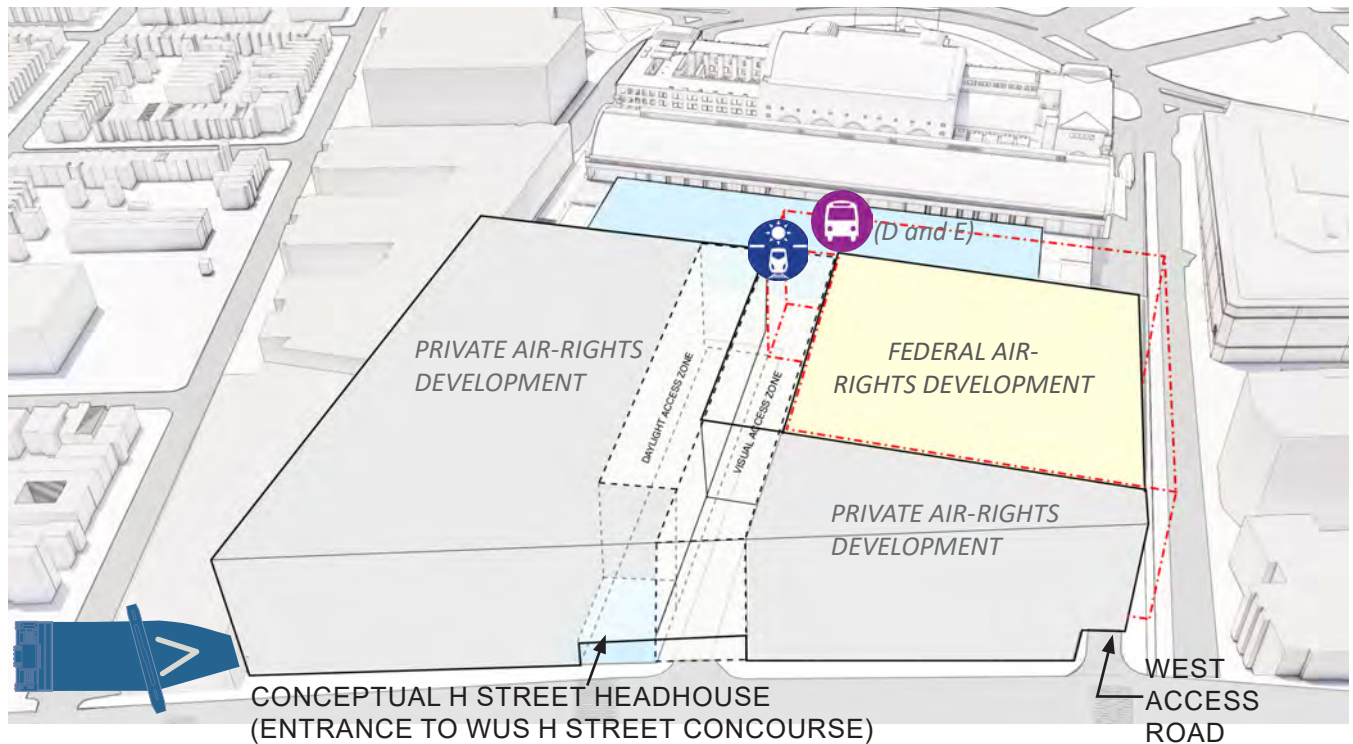 (D and E)
PRIVATE AIR-RIGHTS
DEVELOPMENT
FEDERAL AIR-
RIGHTS DEVELOPMENT
DAYLIGHT ACCESS ZONE
VISUAL ACCESS ZONE
PRIVATE AIR-RIGHTS
DEVELOPMENT
CONCEPTUAL H STREET HEADHOUSE
(ENTRANCE TO WUS H STREET CONCOURSE)
WEST
ACCESS
ROAD